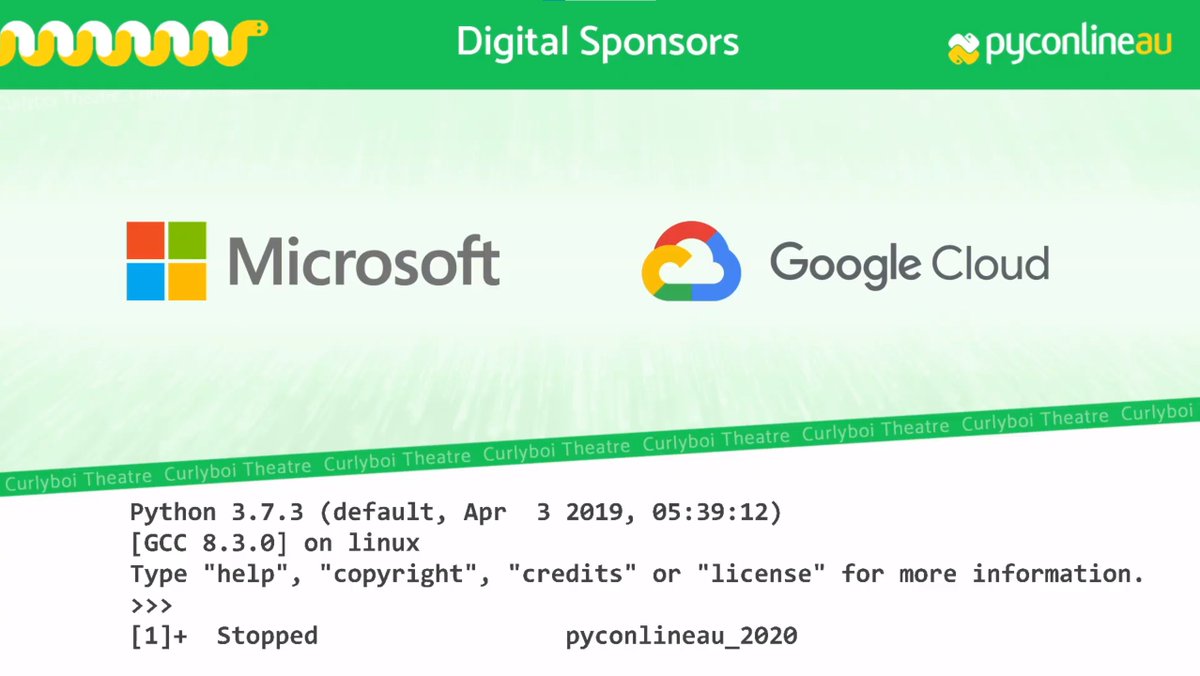 Digital Sponsors
pyconlineau
Microsoft
Google Cloud
Curlyboi Theatre Curlyboi Theatre Curlyboi Theatre Curlyboi Theatre Curlyboi Theatre Curlyboi Theatre Curlyboi Theatre Curlyboi
Python 3.7.3 (default, Apr  3 2019, 05:39:12)
[GCC 8.3.0] on linux
Type "help", "copyright", "credits" or "license" for more information.
>>>
[1]+  Stopped                 pyconlineau_2020